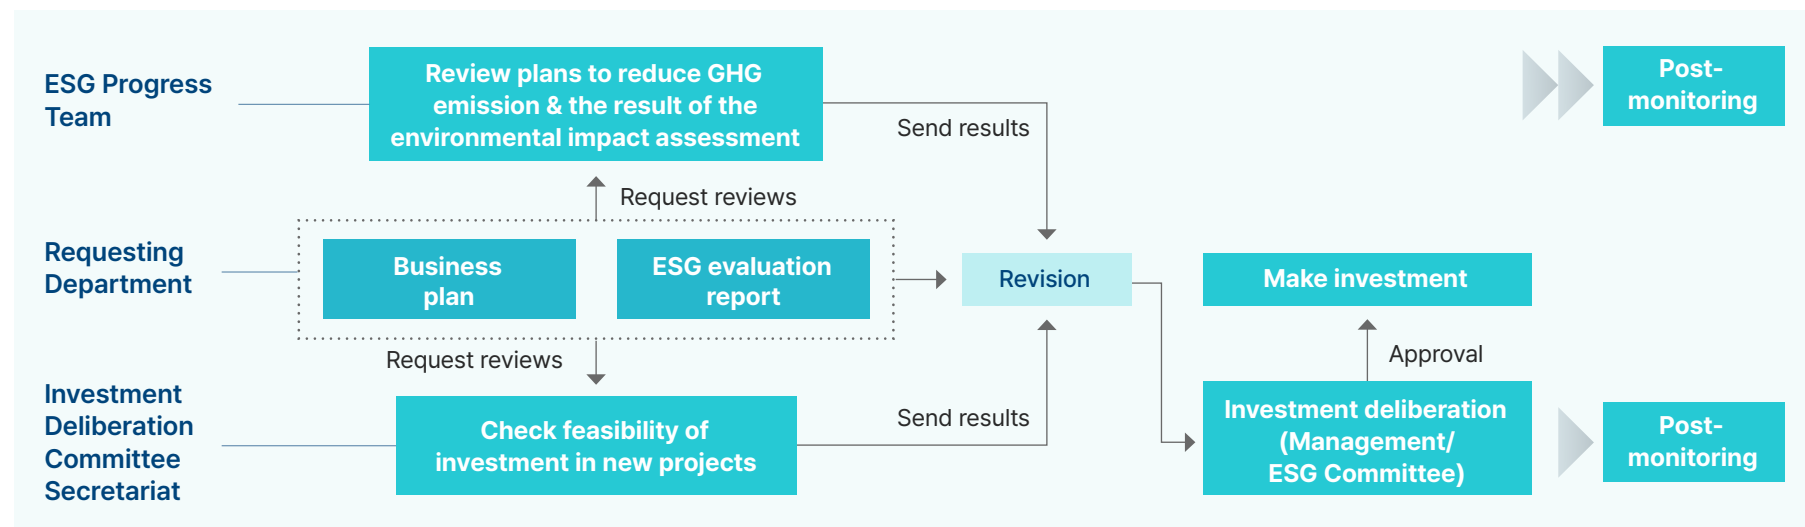 ESG Progress
Team
Review plans to reduce GHG
emission & the result of the
environmental impact assessment
Send results
Post-
monitoring
Request reviews
Requesting
Department
Business
plan
ESG evaluation
report
Revision
Make investment
Request reviews
Approval
Investment
Deliberation
Committee
Secretariat
Check feasibility of
investment in new projects
Send results
Investment deliberation
(Management/
ESG Committee)
Post-
monitoring